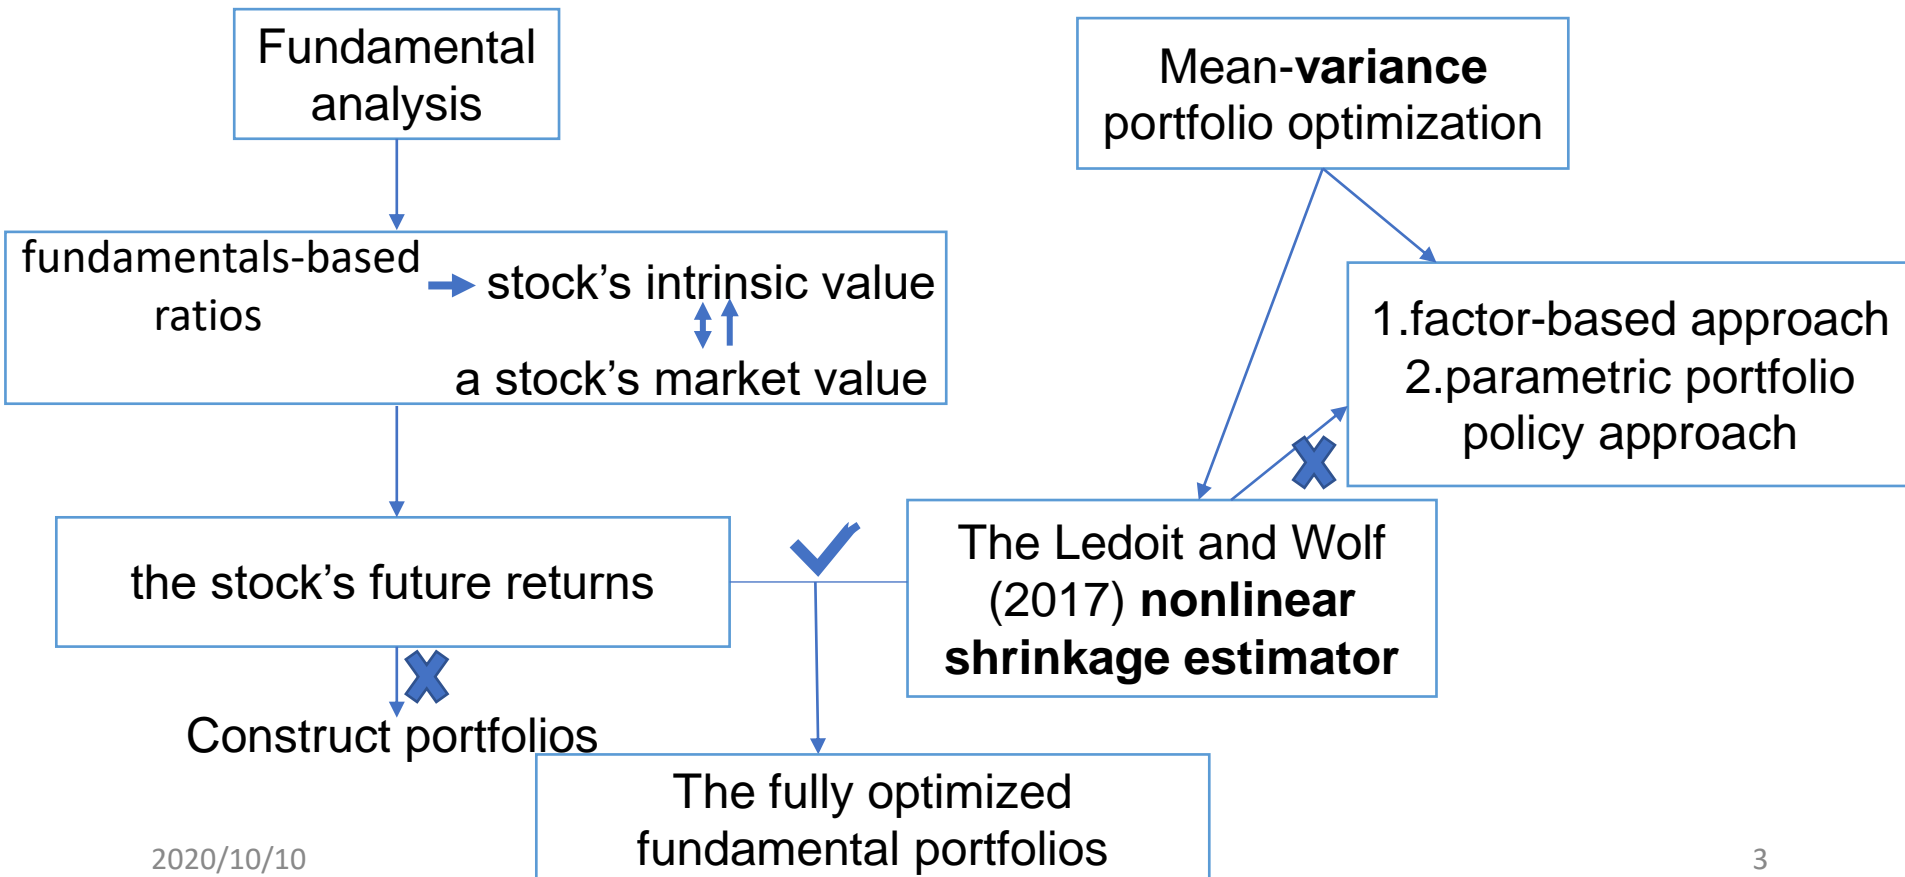 Fundamental
analysis
Mean-variance
portfolio optimization
fundamentals-based
ratios
stock’s intrinsic value
a stock’s market value
1.factor-based approach
2.parametric portfolio
policy approach
the stock’s future returns
The Ledoit and Wolf
(2017) nonlinear
shrinkage estimator
Construct portfolios
The fully optimized
fundamental portfolios
2020/10/10
3